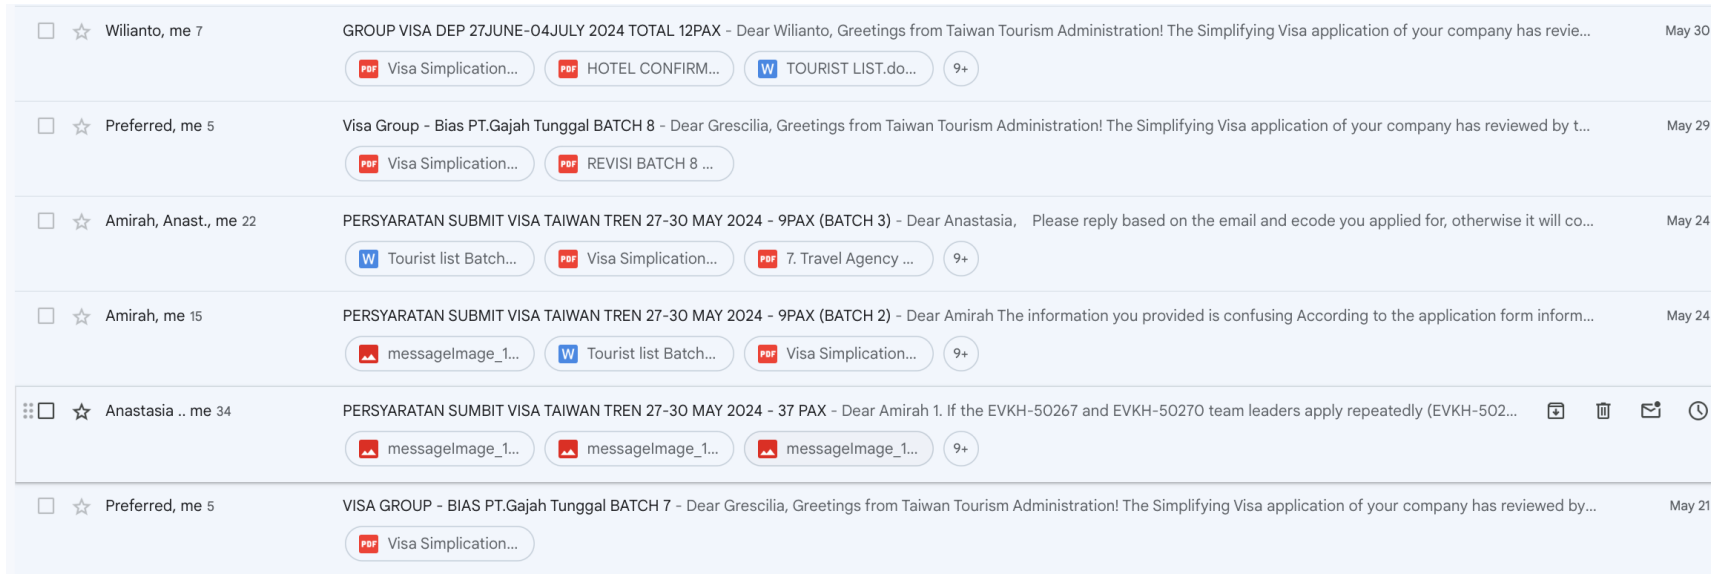 Wilianto, me 7 GROUP VISA DEP 27JUNE-04JULY 2024 TOTAL 12PAX - Dear Wilianto, Greetings from Taiwan Tourism Administration! The Simplifying Visa application of your company has revie... May 30
PDF Visa Simplication... PDF HOTEL CONFIRM... W TOURIST LIST.do... 9+
Preferred, me 5 Visa Group - Bias PT.Gajah Tunggal BATCH 8 - Dear Grescilia, Greetings from Taiwan Tourism Administration! The Simplifying Visa application of your company has reviewed by t... May 29
PDF Visa Simplication... PDF REVISI BATCH 8 ...
Amirah, Anast., me 22 PERSYARATAN SUBMIT VISA TAIWAN TREN 27-30 MAY 2024 - 9PAX (BATCH 3) - Dear Anastasia, Please reply based on the email and ecode you applied for, otherwise it will co... May 24
W Tourist list Batch... PDF Visa Simplication... PDF 7. Travel Agency ... 9+
Amirah, me 15 PERSYARATAN SUBMIT VISA TAIWAN TREN 27-30 MAY 2024 - 9PAX (BATCH 2) - Dear Amirah The information you provided is confusing According to the application form inform... May 24
messageImage_1... W Tourist list Batch... PDF Visa Simplication... 9+
Anastasia .. me 34 PERSYARATAN SUMBIT VISA TAIWAN TREN 27-30 MAY 2024 - 37 PAX - Dear Amirah 1. If the EVKH-50267 and EVKH-50270 team leaders apply repeatedly (EVKH-502...
messageImage_1... messageImage_1... messageImage_1... 9+
Preferred, me 5 VISA GROUP - BIAS PT.Gajah Tunggal BATCH 7 - Dear Grescilia, Greetings from Taiwan Tourism Administration! The Simplifying Visa application of your company has reviewed by... May 21
PDF Visa Simplication...